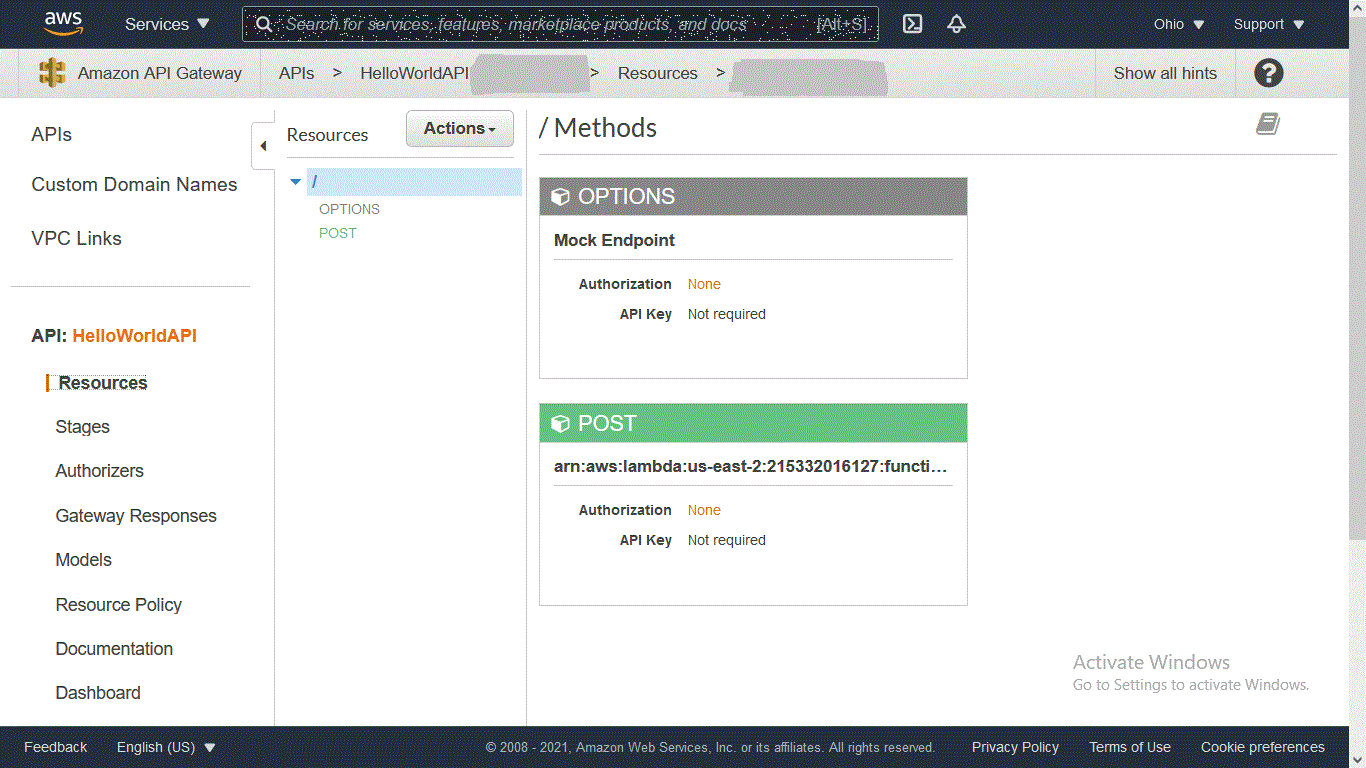 aws Services Search for services, features, marketplace products, and docs [Alt+S] Ohio Support
Amazon API Gateway APIs > HelloWorldAPI > Resources > Show all hints ?
APIs
Custom Domain Names
VPC Links
API: HelloWorldAPI
Resources
Stages
Authorizers
Gateway Responses
Models
Resource Policy
Documentation
Dashboard
Resources Actions
/
OPTIONS
POST
/ Methods
OPTIONS
Mock Endpoint
Authorization None
API Key Not required
POST
arn:aws:lambda:us-east-2:215332016127:functi...
Authorization None
API Key Not required
Activate Windows
Go to Settings to activate Windows.
Feedback English (US) © 2008 - 2021, Amazon Web Services, Inc. or its affiliates. All rights reserved. Privacy Policy Terms of Use Cookie preferences